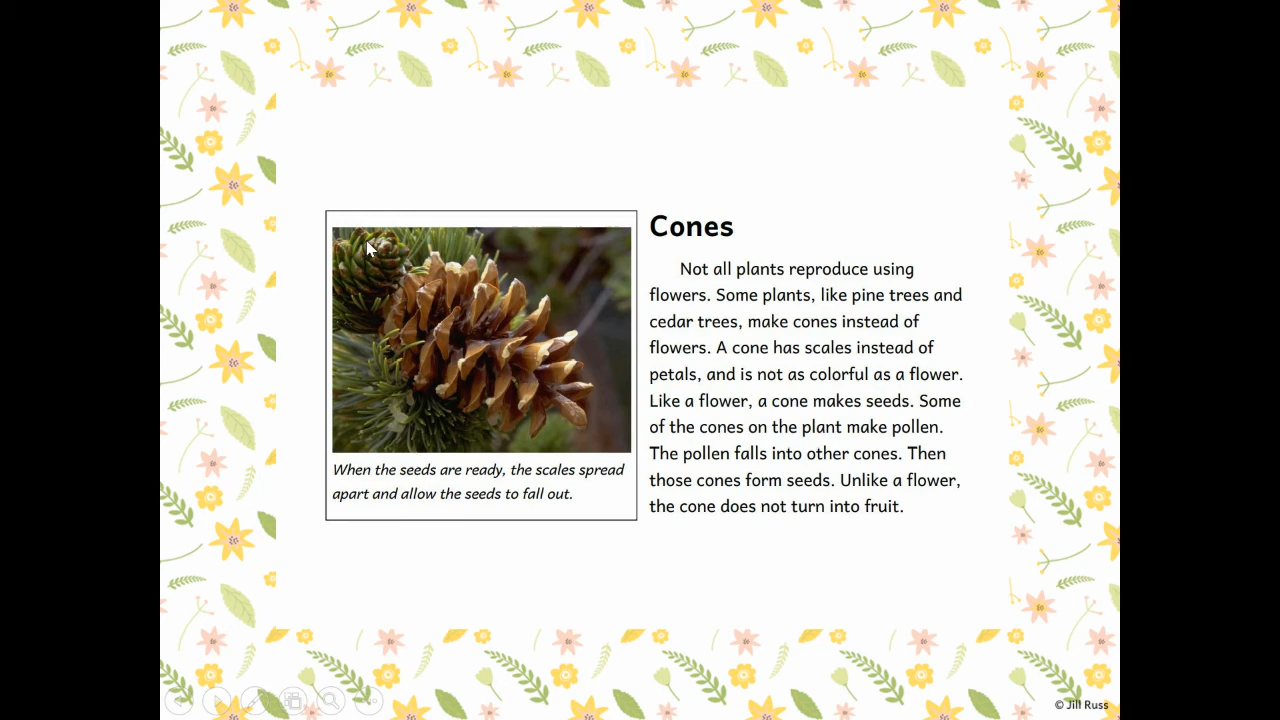 Cones
Not all plants reproduce using
flowers. Some plants, like pine trees and
cedar trees, make cones instead of
flowers. A cone has scales instead of
petals, and is not as colorful as a flower.
Like a flower, a cone makes seeds. Some
of the cones on the plant make pollen.
The pollen falls into other cones. Then
those cones form seeds. Unlike a flower,
the cone does not turn into fruit.
When the seeds are ready, the scales spread
apart and allow the seeds to fall out.
© Jill Russ